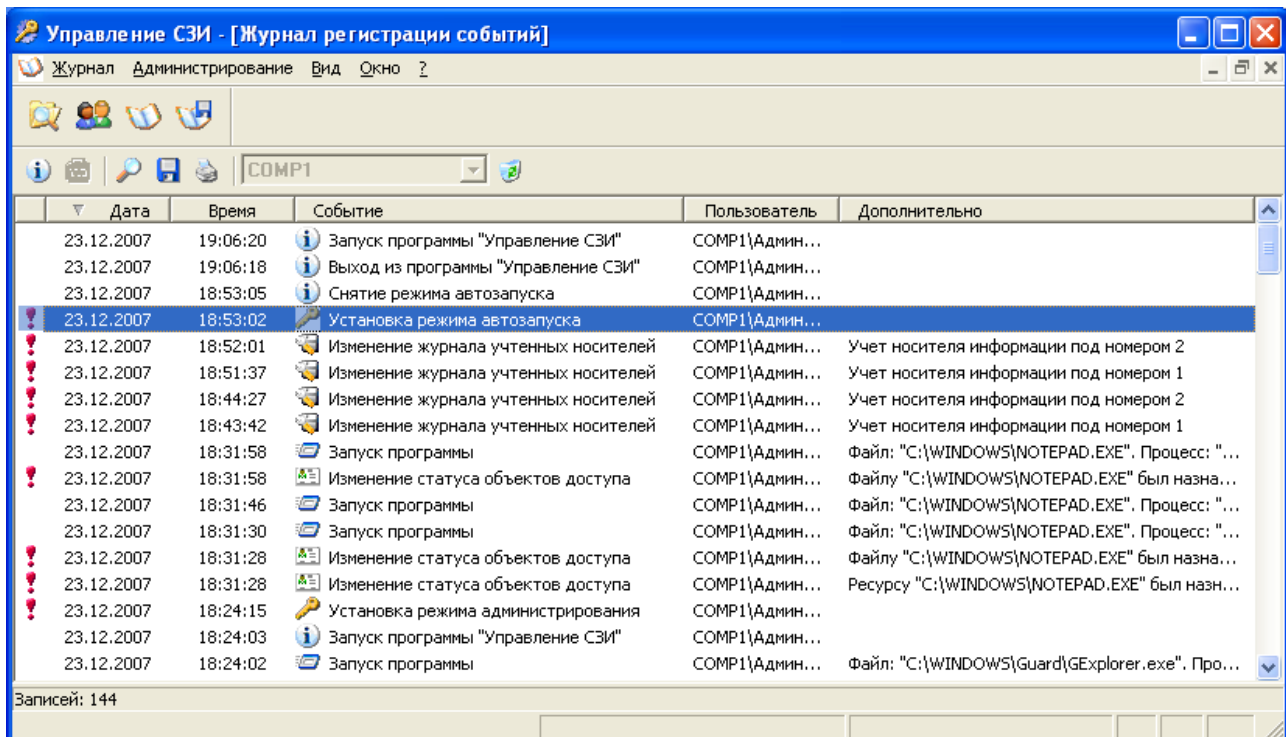 Управление СЗИ - [Журнал регистрации событий]
Журнал Администрирование Вид Окно ?
COMP1
Дата Время Событие Пользователь Дополнительно
23.12.2007 19:06:20 Запуск программы "Управление СЗИ" COMP1\Админ...
23.12.2007 19:06:18 Выход из программы "Управление СЗИ" COMP1\Админ...
23.12.2007 18:53:05 Снятие режима автозапуска COMP1\Админ...
23.12.2007 18:53:02 Установка режима автозапуска COMP1\Админ...
23.12.2007 18:52:01 Изменение журнала учтенных носителей COMP1\Админ... Учет носителя информации под номером 2
23.12.2007 18:51:37 Изменение журнала учтенных носителей COMP1\Админ... Учет носителя информации под номером 1
23.12.2007 18:44:27 Изменение журнала учтенных носителей COMP1\Админ... Учет носителя информации под номером 2
23.12.2007 18:43:42 Изменение журнала учтенных носителей COMP1\Админ... Учет носителя информации под номером 1
23.12.2007 18:31:58 Запуск программы COMP1\Админ... Файл: "C:\WINDOWS\NOTEPAD.EXE". Процесс: "...
23.12.2007 18:31:58 Изменение статуса объектов доступа COMP1\Админ... Файлу "C:\WINDOWS\NOTEPAD.EXE" был назна...
23.12.2007 18:31:46 Запуск программы COMP1\Админ... Файл: "C:\WINDOWS\NOTEPAD.EXE". Процесс: "...
23.12.2007 18:31:30 Запуск программы COMP1\Админ... Файл: "C:\WINDOWS\NOTEPAD.EXE". Процесс: "...
23.12.2007 18:31:28 Изменение статуса объектов доступа COMP1\Админ... Файлу "C:\WINDOWS\NOTEPAD.EXE" был назна...
23.12.2007 18:31:28 Изменение статуса объектов доступа COMP1\Админ... Ресурсу "C:\WINDOWS\NOTEPAD.EXE" был назн...
23.12.2007 18:24:15 Установка режима администрирования COMP1\Админ...
23.12.2007 18:24:03 Запуск программы "Управление СЗИ" COMP1\Админ...
23.12.2007 18:24:02 Запуск программы COMP1\Админ... Файл: "C:\WINDOWS\Guard\GExplorer.exe". Про...
Записей: 144